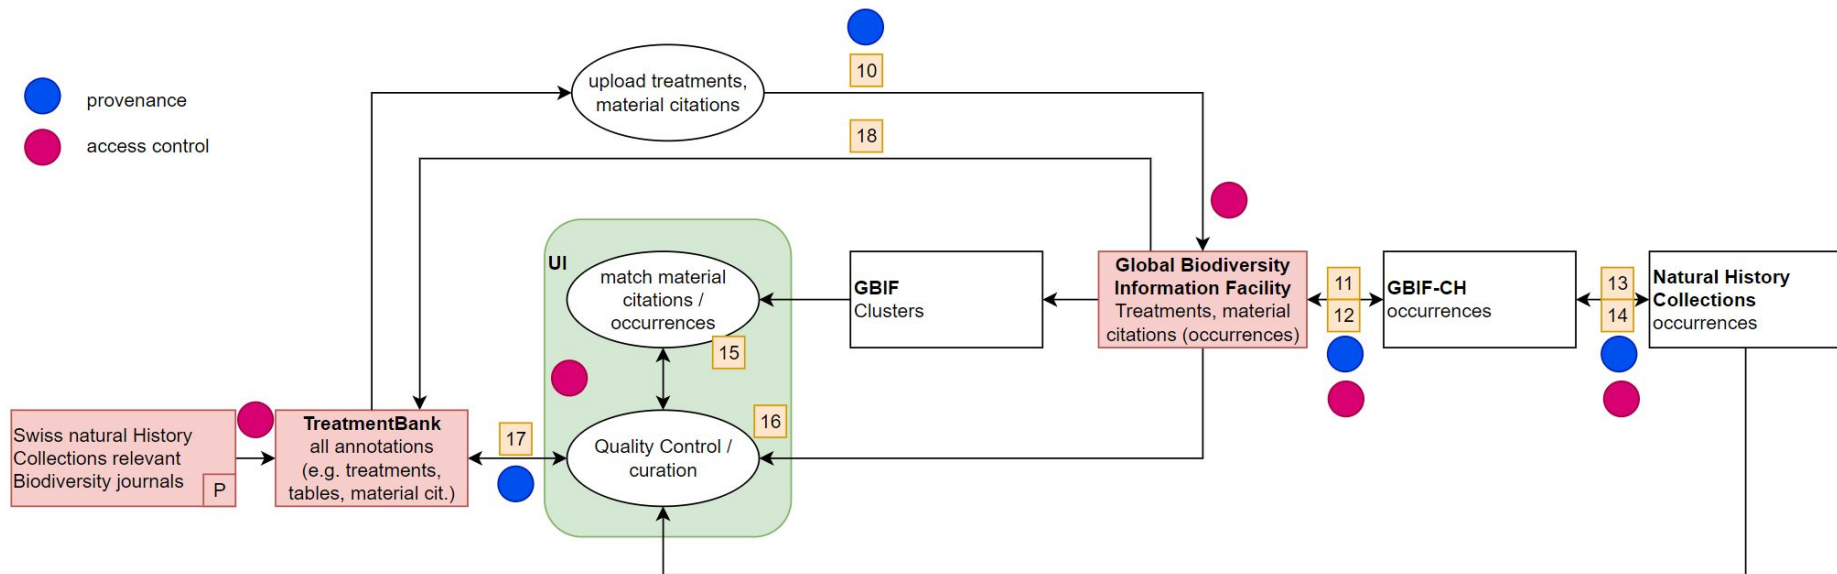 provenance
access control
upload treatments,
material citations
10
18
UI
match material
citations /
occurrences
15
GBIF
Clusters
Global Biodiversity
Information Facility
Treatments, material
citations (occurrences)
11
12
GBIF-CH
occurrences
13
14
Natural History
Collections
occurrences
Swiss natural History
Collections relevant
Biodiversity journals
P
TreatmentBank
all annotations
(e.g. treatments,
tables, material cit.)
17
Quality Control /
curation
16